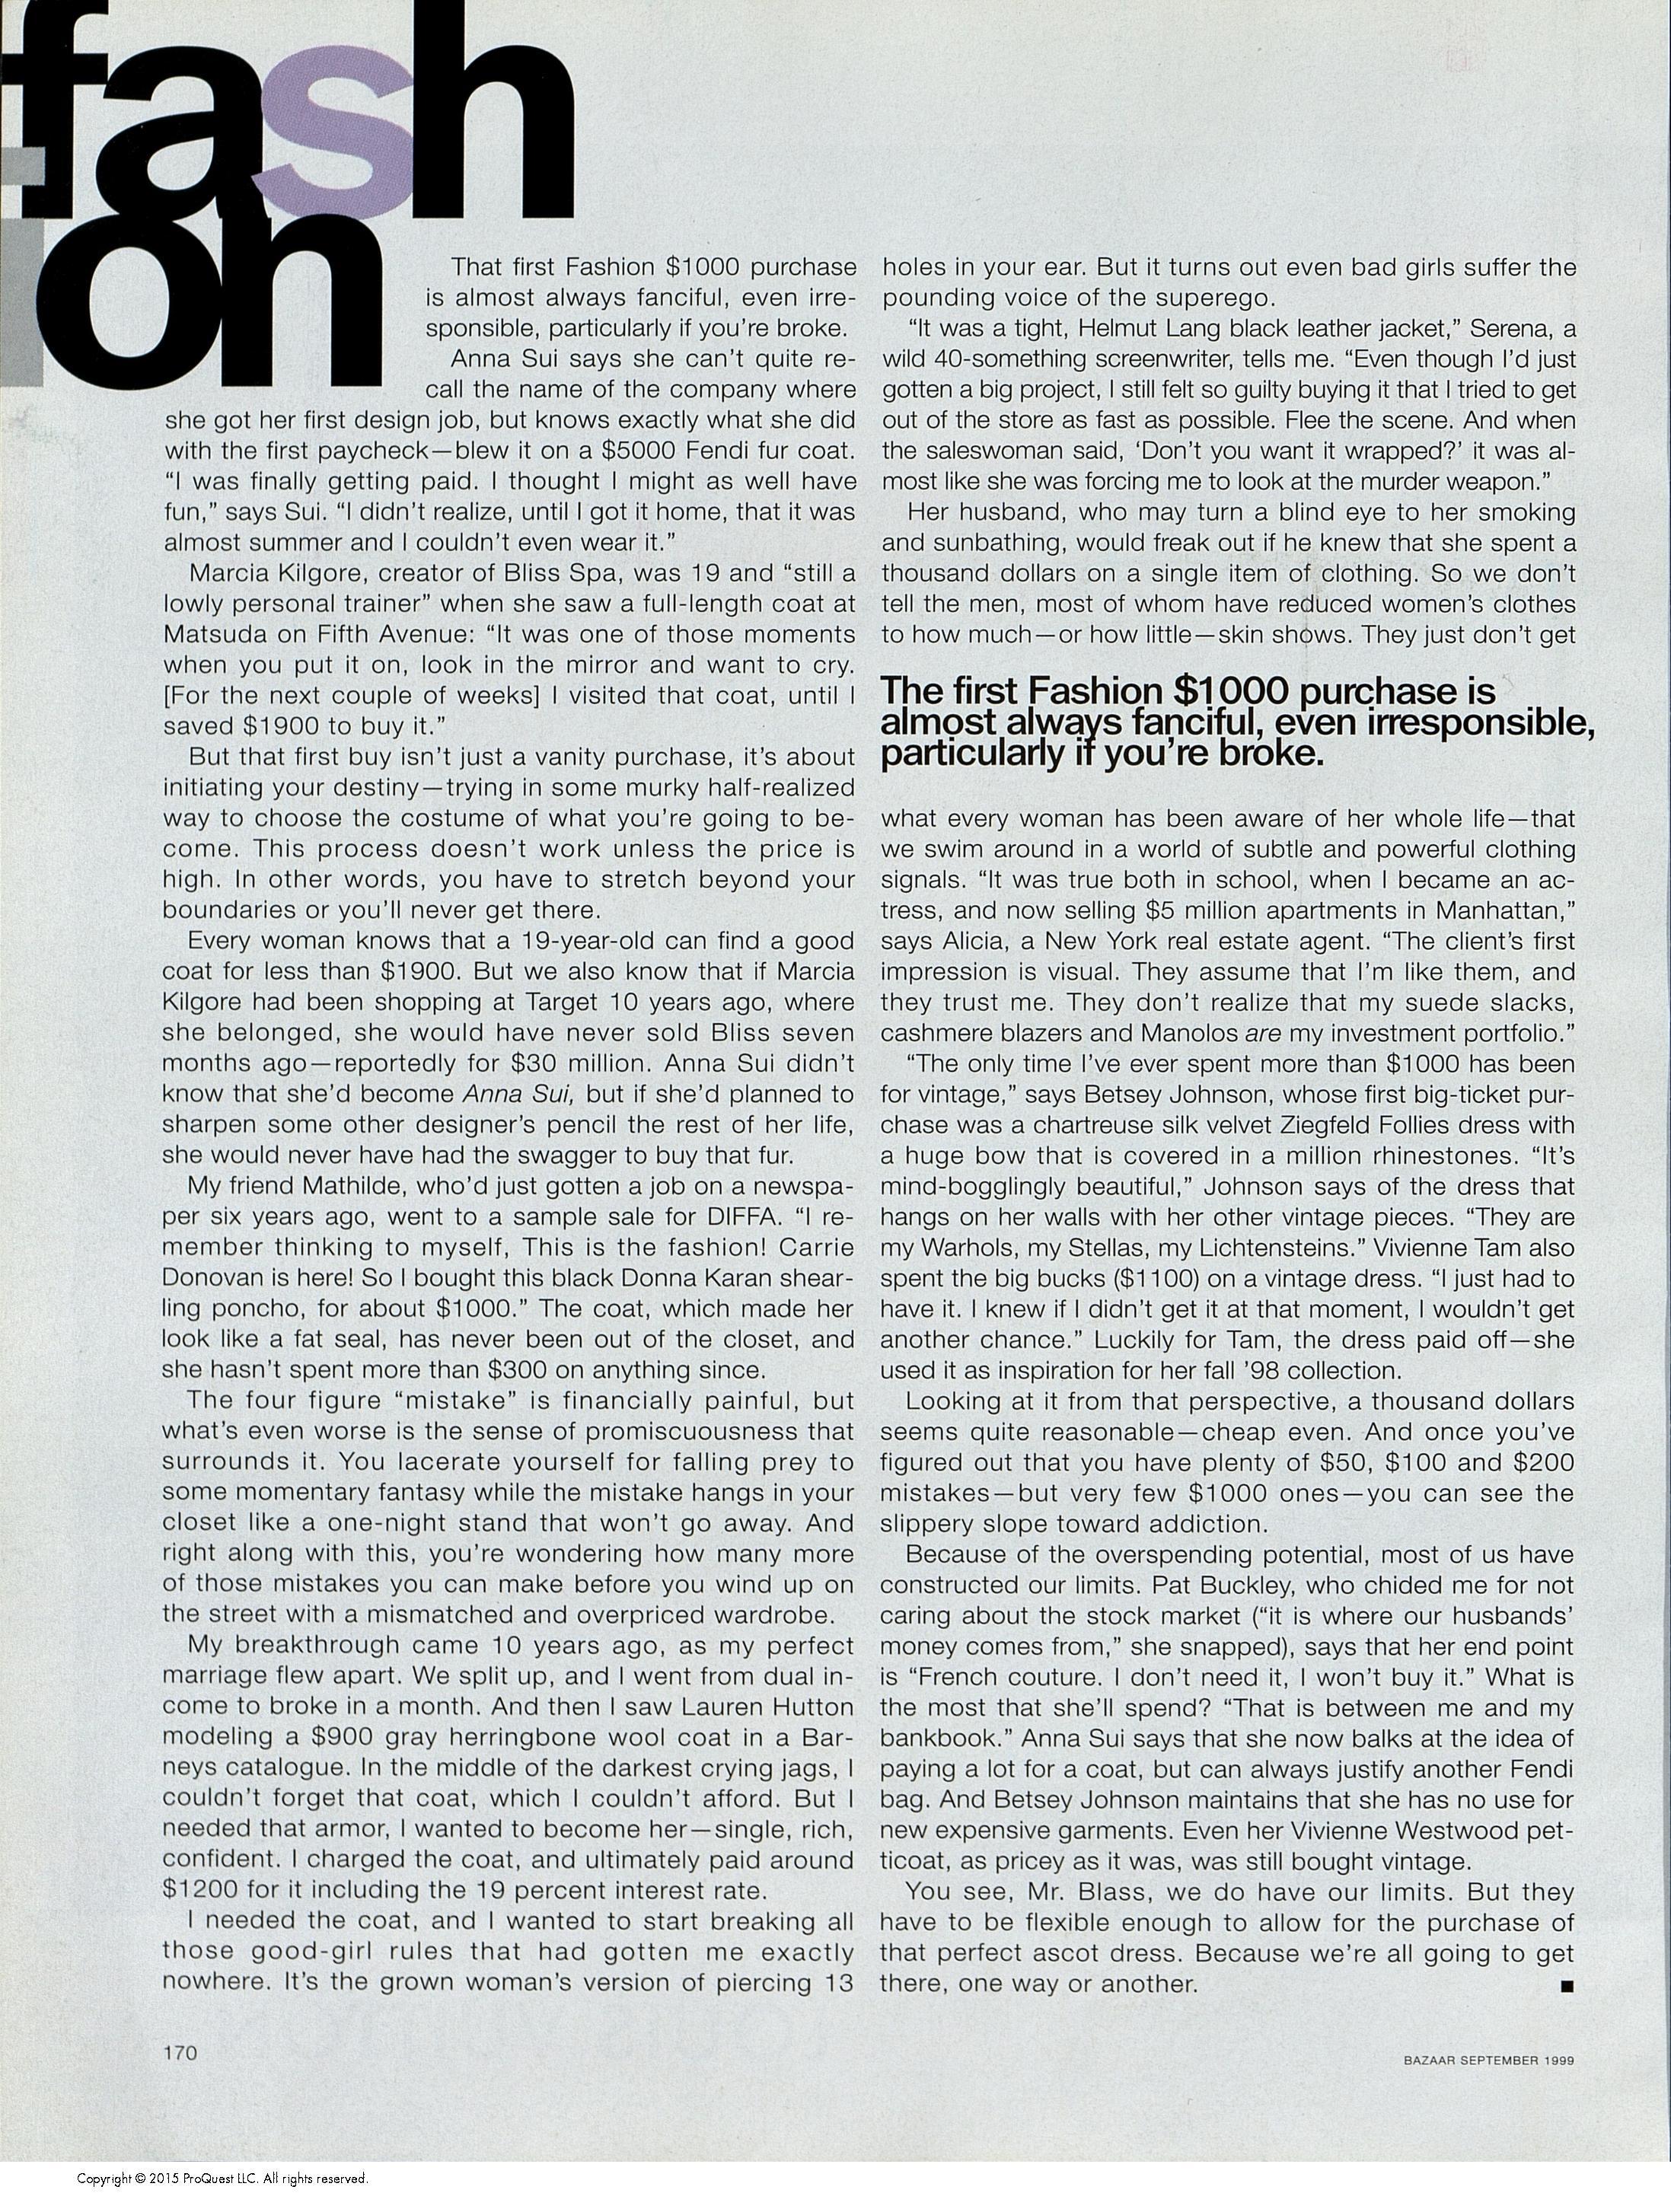 fash
ion
That first Fashion $1000 purchase
is almost always fanciful, even irre-
sponsible, particularly if you're broke.
Anna Sui says she can't quite re-
call the name of the company where
she got her first design job, but knows exactly what she did
with the first paycheck—blew it on a $5000 Fendi fur coat.
“I was finally getting paid. I thought I might as well have
fun,” says Sui. “I didn't realize, until I got it home, that it was
almost summer and I couldn't even wear it.”
Marcia Kilgore, creator of Bliss Spa, was 19 and “still a
lowly personal trainer” when she saw a full-length coat at
Matsuda on Fifth Avenue: “It was one of those moments
when you put it on, look in the mirror and want to cry.
[For the next couple of weeks] I visited that coat, until I
saved $1900 to buy it.”
But that first buy isn't just a vanity purchase, it's about
initiating your destiny—trying in some murky half-realized
way to choose the costume of what you're going to be-
come. This process doesn't work unless the price is
high. In other words, you have to stretch beyond your
boundaries or you'll never get there.
Every woman knows that a 19-year-old can find a good
coat for less than $1900. But we also know that if Marcia
Kilgore had been shopping at Target 10 years ago, where
she belonged, she would have never sold Bliss seven
months ago—reportedly for $30 million. Anna Sui didn't
know that she'd become Anna Sui, but if she'd planned to
sharpen some other designer's pencil the rest of her life,
she would never have had the swagger to buy that fur.
My friend Mathilde, who'd just gotten a job on a newspa-
per six years ago, went to a sample sale for DIFFA. “I re-
member thinking to myself, This is the fashion! Carrie
Donovan is here! So I bought this black Donna Karan shear-
ling poncho, for about $1000.” The coat, which made her
look like a fat seal, has never been out of the closet, and
she hasn't spent more than $300 on anything since.
The four figure “mistake” is financially painful, but
what's even worse is the sense of promiscuousness that
surrounds it. You lacerate yourself for falling prey to
some momentary fantasy while the mistake hangs in your
closet like a one-night stand that won't go away. And
right along with this, you're wondering how many more
of those mistakes you can make before you wind up on
the street with a mismatched and overpriced wardrobe.
My breakthrough came 10 years ago, as my perfect
marriage flew apart. We split up, and I went from dual in-
come to broke in a month. And then I saw Lauren Hutton
modeling a $900 gray herringbone wool coat in a Bar-
neys catalogue. In the middle of the darkest crying jags, I
couldn't forget that coat, which I couldn't afford. But I
needed that armor, I wanted to become her—single, rich,
confident. I charged the coat, and ultimately paid around
$1200 for it including the 19 percent interest rate.
I needed the coat, and I wanted to start breaking all
those good-girl rules that had gotten me exactly
nowhere. It's the grown woman's version of piercing 13
holes in your ear. But it turns out even bad girls suffer the
pounding voice of the superego.
“It was a tight, Helmut Lang black leather jacket,” Serena, a
wild 40-something screenwriter, tells me. “Even though I'd just
gotten a big project, I still felt so guilty buying it that I tried to get
out of the store as fast as possible. Flee the scene. And when
the saleswoman said, ‘Don't you want it wrapped?’ it was al-
most like she was forcing me to look at the murder weapon.”
Her husband, who may turn a blind eye to her smoking
and sunbathing, would freak out if he knew that she spent a
thousand dollars on a single item of clothing. So we don't
tell the men, most of whom have reduced women's clothes
to how much—or how little—skin shows. They just don't get
The first Fashion $1000 purchase is
almost always fanciful, even irresponsible,
particularly if you're broke.
what every woman has been aware of her whole life—that
we swim around in a world of subtle and powerful clothing
signals. “It was true both in school, when I became an ac-
tress, and now selling $5 million apartments in Manhattan,”
says Alicia, a New York real estate agent. “The client's first
impression is visual. They assume that I'm like them, and
they trust me. They don't realize that my suede slacks,
cashmere blazers and Manolos are my investment portfolio.”
“The only time I've ever spent more than $1000 has been
for vintage,” says Betsey Johnson, whose first big-ticket pur-
chase was a chartreuse silk velvet Ziegfeld Follies dress with
a huge bow that is covered in a million rhinestones. “It's
mind-bogglingly beautiful,” Johnson says of the dress that
hangs on her walls with her other vintage pieces. “They are
my Warhols, my Stellas, my Lichtensteins.” Vivienne Tam also
spent the big bucks ($1100) on a vintage dress. “I just had to
have it. I knew if I didn't get it at that moment, I wouldn't get
another chance.” Luckily for Tam, the dress paid off—she
used it as inspiration for her fall '98 collection.
Looking at it from that perspective, a thousand dollars
seems quite reasonable—cheap even. And once you've
figured out that you have plenty of $50, $100 and $200
mistakes—but very few $1000 ones—you can see the
slippery slope toward addiction.
Because of the overspending potential, most of us have
constructed our limits. Pat Buckley, who chided me for not
caring about the stock market (“it is where our husbands'
money comes from,” she snapped), says that her end point
is “French couture. I don't need it, I won't buy it.” What is
the most that she'll spend? “That is between me and my
bankbook.” Anna Sui says that she now balks at the idea of
paying a lot for a coat, but can always justify another Fendi
bag. And Betsey Johnson maintains that she has no use for
new expensive garments. Even her Vivienne Westwood pet-
ticoat, as pricey as it was, was still bought vintage.
You see, Mr. Blass, we do have our limits. But they
have to be flexible enough to allow for the purchase of
that perfect ascot dress. Because we're all going to get
there, one way or another. ■
170
BAZAAR SEPTEMBER 1999
Copyright © 2015 ProQuest LLC. All rights reserved.